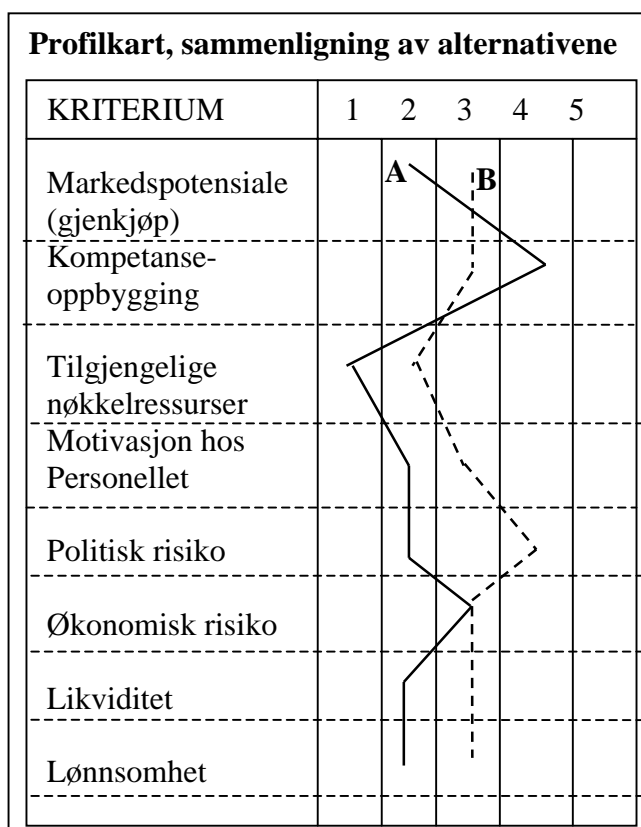 Profilkart, sammenligning av alternativene
KRITERIUM 1 2 3 4 5
A B
Markedspotensiale
(gjenkjøp)
Kompetanse-
oppbygging
Tilgjengelige
nøkkelressurser
Motivasjon hos
Personellet
Politisk risiko
Økonomisk risiko
Likviditet
Lønnsomhet